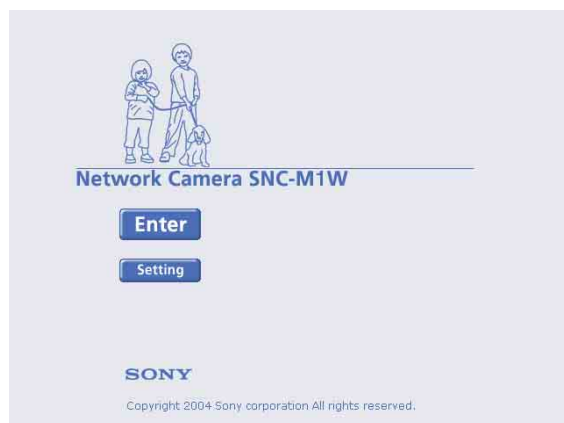 Network Camera SNC-M1W
Enter
Setting
SONY
Copyright 2004 Sony corporation All rights reserved.